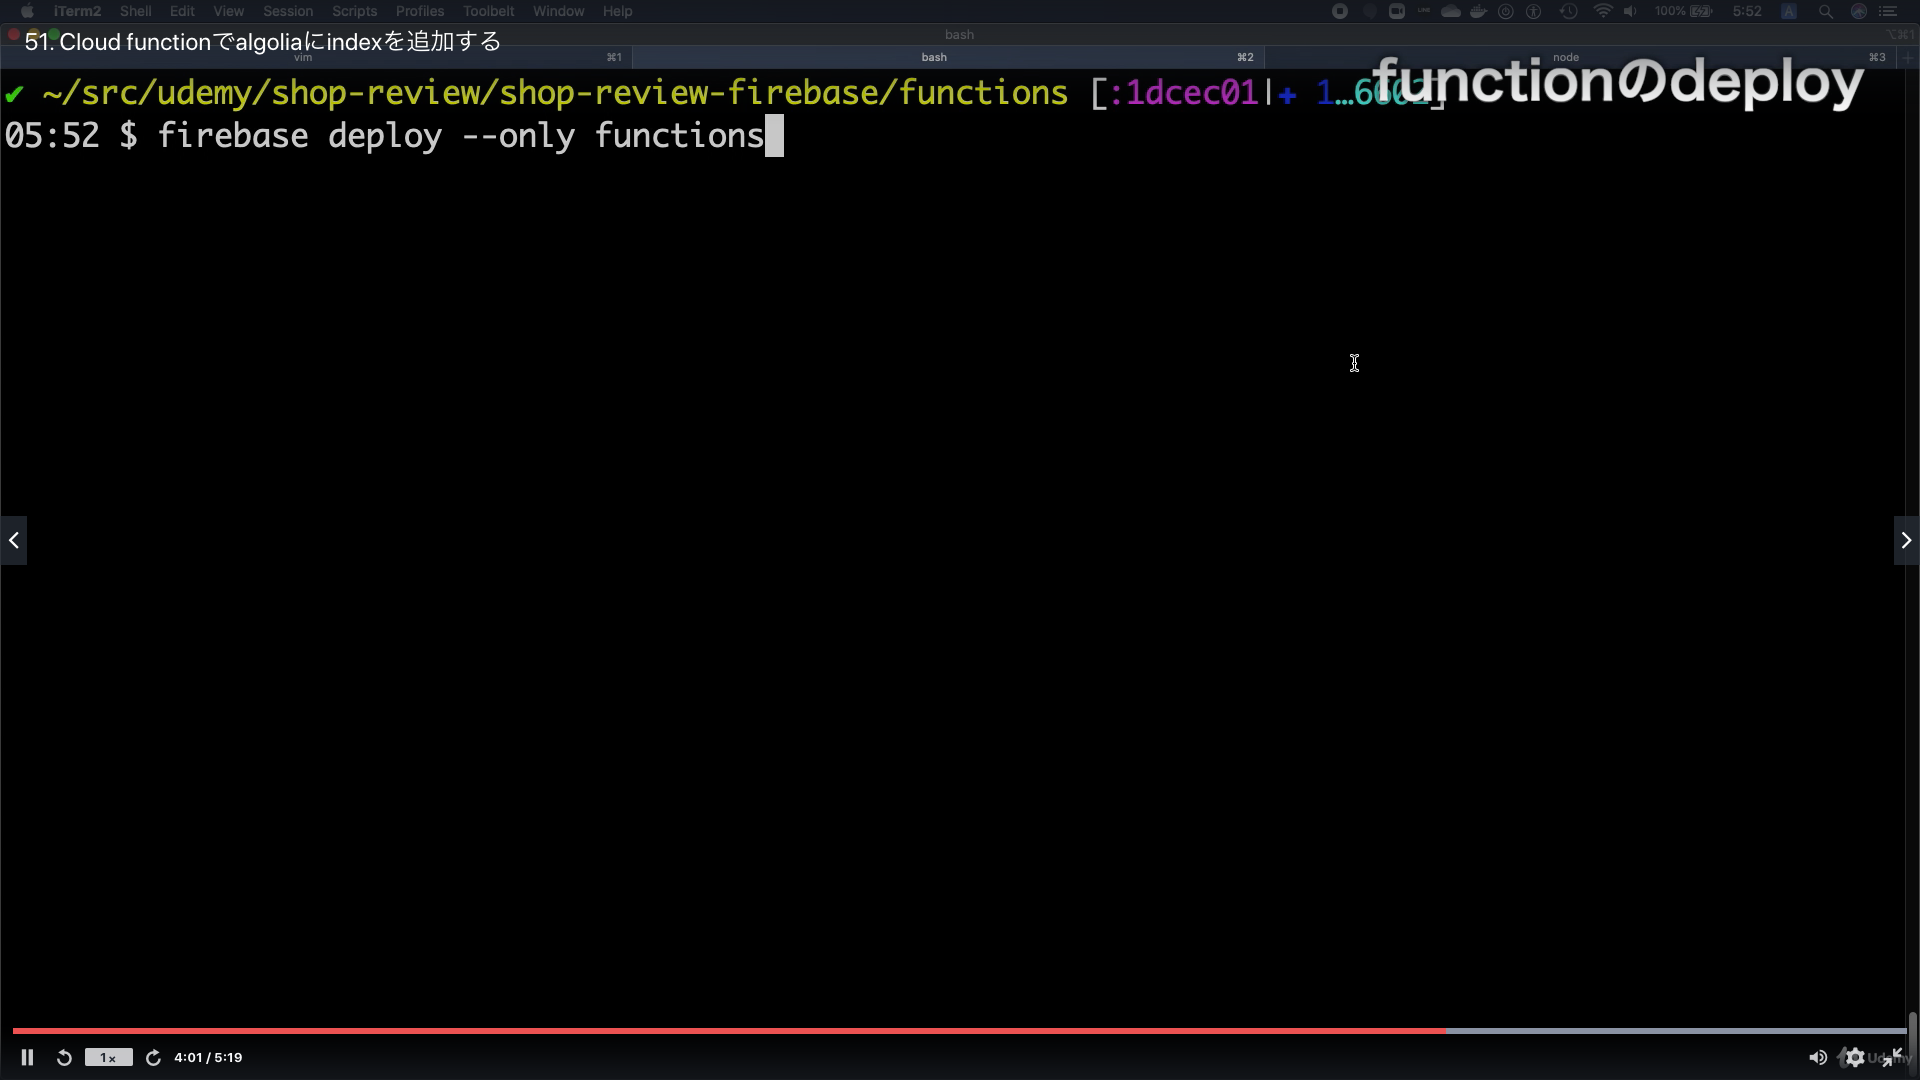 iTerm2 Shell Edit View Session Scripts Profiles Toolbelt Window Help
100% 5:52 A
bash ⌥⌘1
51. Cloud functionでalgoliaにindexを追加する
vim ⌘1 bash ⌘2 node ⌘3
functionのdeploy
✔ ~/src/udemy/shop-review/shop-review-firebase/functions [:1dcec01|✚ 1…6602]
05:52 $ firebase deploy --only functions
1× 4:01 / 5:19
Udemy